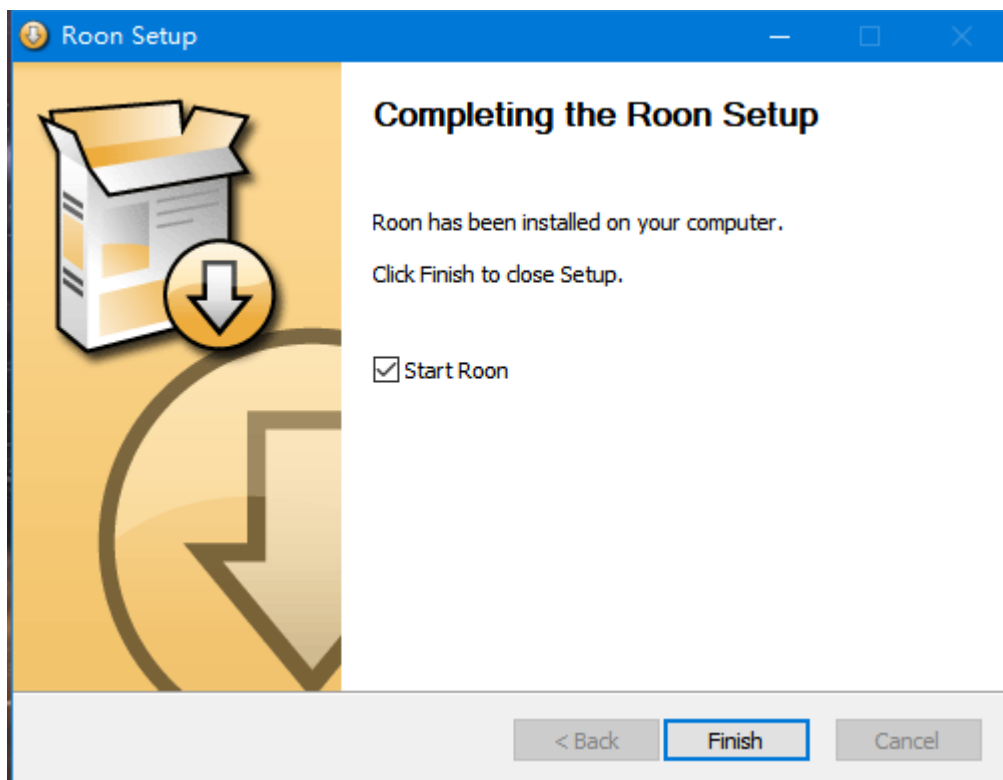 Roon Setup
Completing the Roon Setup
Roon has been installed on your computer.
Click Finish to close Setup.
Start Roon
< Back
Finish
Cancel